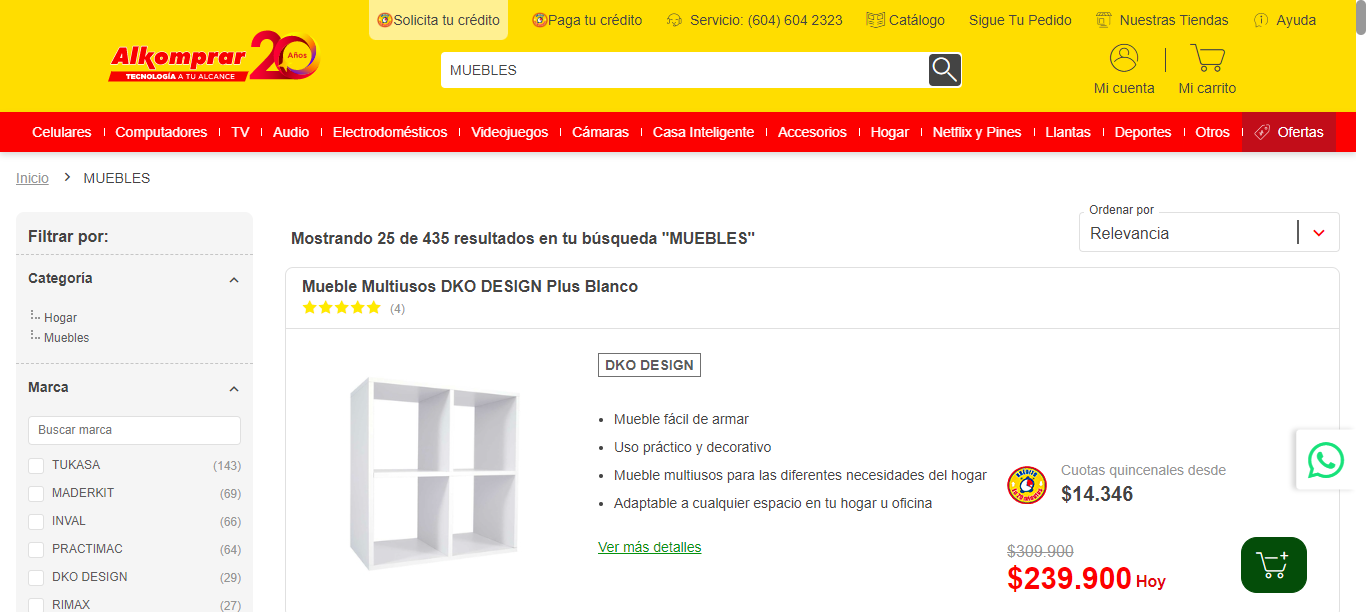 Solicita tu crédito
Paga tu crédito
Servicio: (604) 604 2323
Catálogo
Sigue Tu Pedido
Nuestras Tiendas
Ayuda
Alkomprar 20 Años
TECNOLOGÍA A TU ALCANCE
MUEBLES
Mi cuenta
Mi carrito
Celulares
Computadores
TV
Audio
Electrodomésticos
Videojuegos
Cámaras
Casa Inteligente
Accesorios
Hogar
Netflix y Pines
Llantas
Deportes
Otros
Ofertas
Inicio > MUEBLES
Filtrar por:
Categoría
Hogar
Muebles
Marca
Buscar marca
TUKASA (143)
MADERKIT (69)
INVAL (66)
PRACTIMAC (64)
DKO DESIGN (29)
RIMAX (27)
Mostrando 25 de 435 resultados en tu búsqueda "MUEBLES"
Ordenar por
Relevancia
Mueble Multiusos DKO DESIGN Plus Blanco
(4)
DKO DESIGN
• Mueble fácil de armar
• Uso práctico y decorativo
• Mueble multiusos para las diferentes necesidades del hogar
• Adaptable a cualquier espacio en tu hogar u oficina
Ver más detalles
Cuotas quincenales desde
$14.346
$309.900
$239.900 Hoy